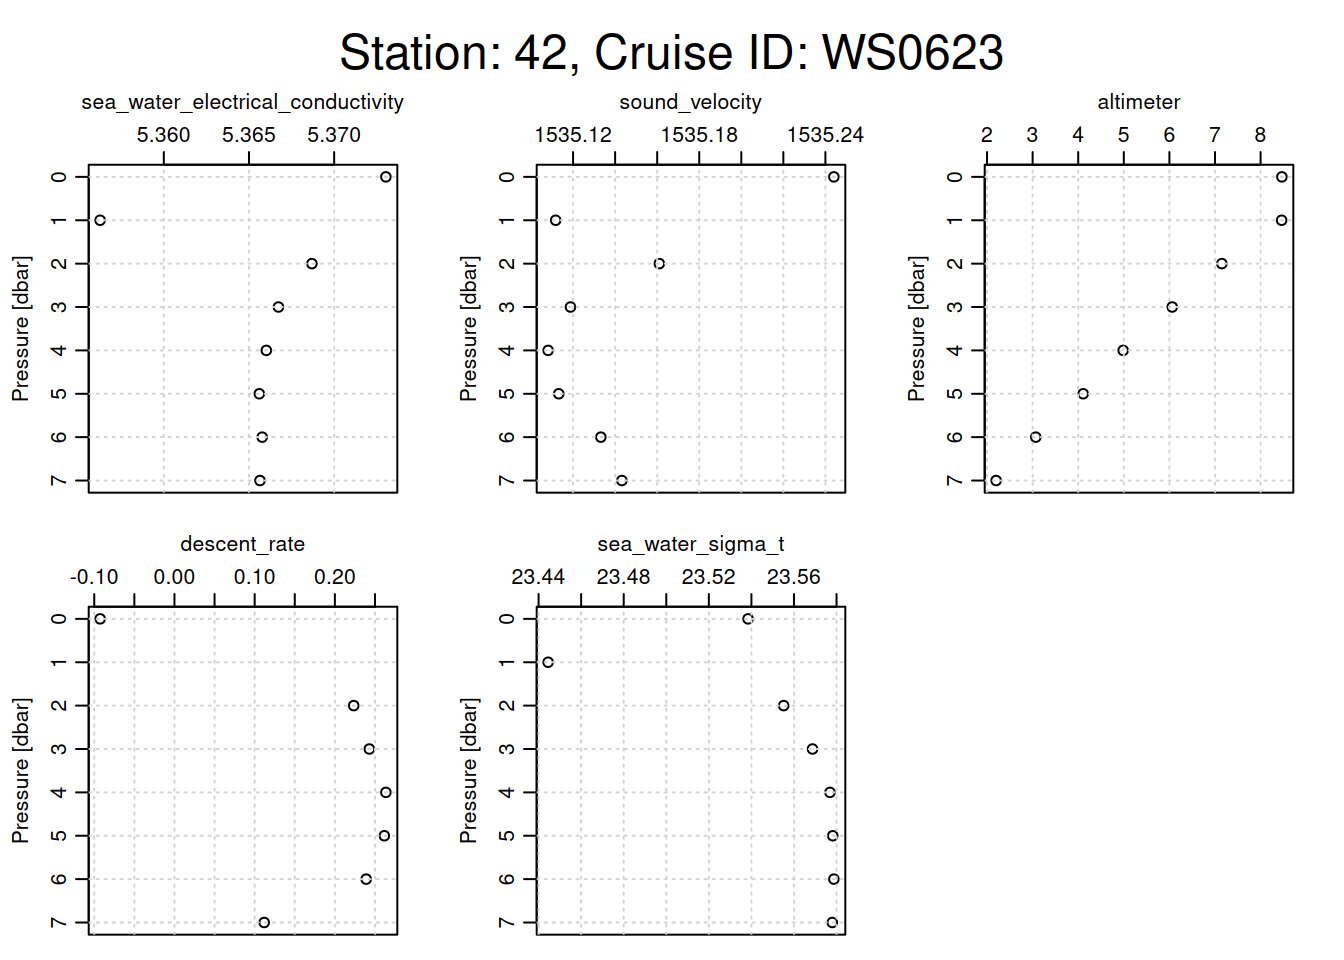 Station: 42, Cruise ID: WS0623
sea_water_electrical_conductivity
5.360 5.365 5.370
0
1
2
3
4
5
6
7
Pressure [dbar]
sound_velocity
1535.12 1535.18 1535.24
0
1
2
3
4
5
6
7
Pressure [dbar]
altimeter
2 3 4 5 6 7 8
0
1
2
3
4
5
6
7
Pressure [dbar]
descent_rate
-0.10 0.00 0.10 0.20
0
1
2
3
4
5
6
7
Pressure [dbar]
sea_water_sigma_t
23.44 23.48 23.52 23.56
0
1
2
3
4
5
6
7
Pressure [dbar]